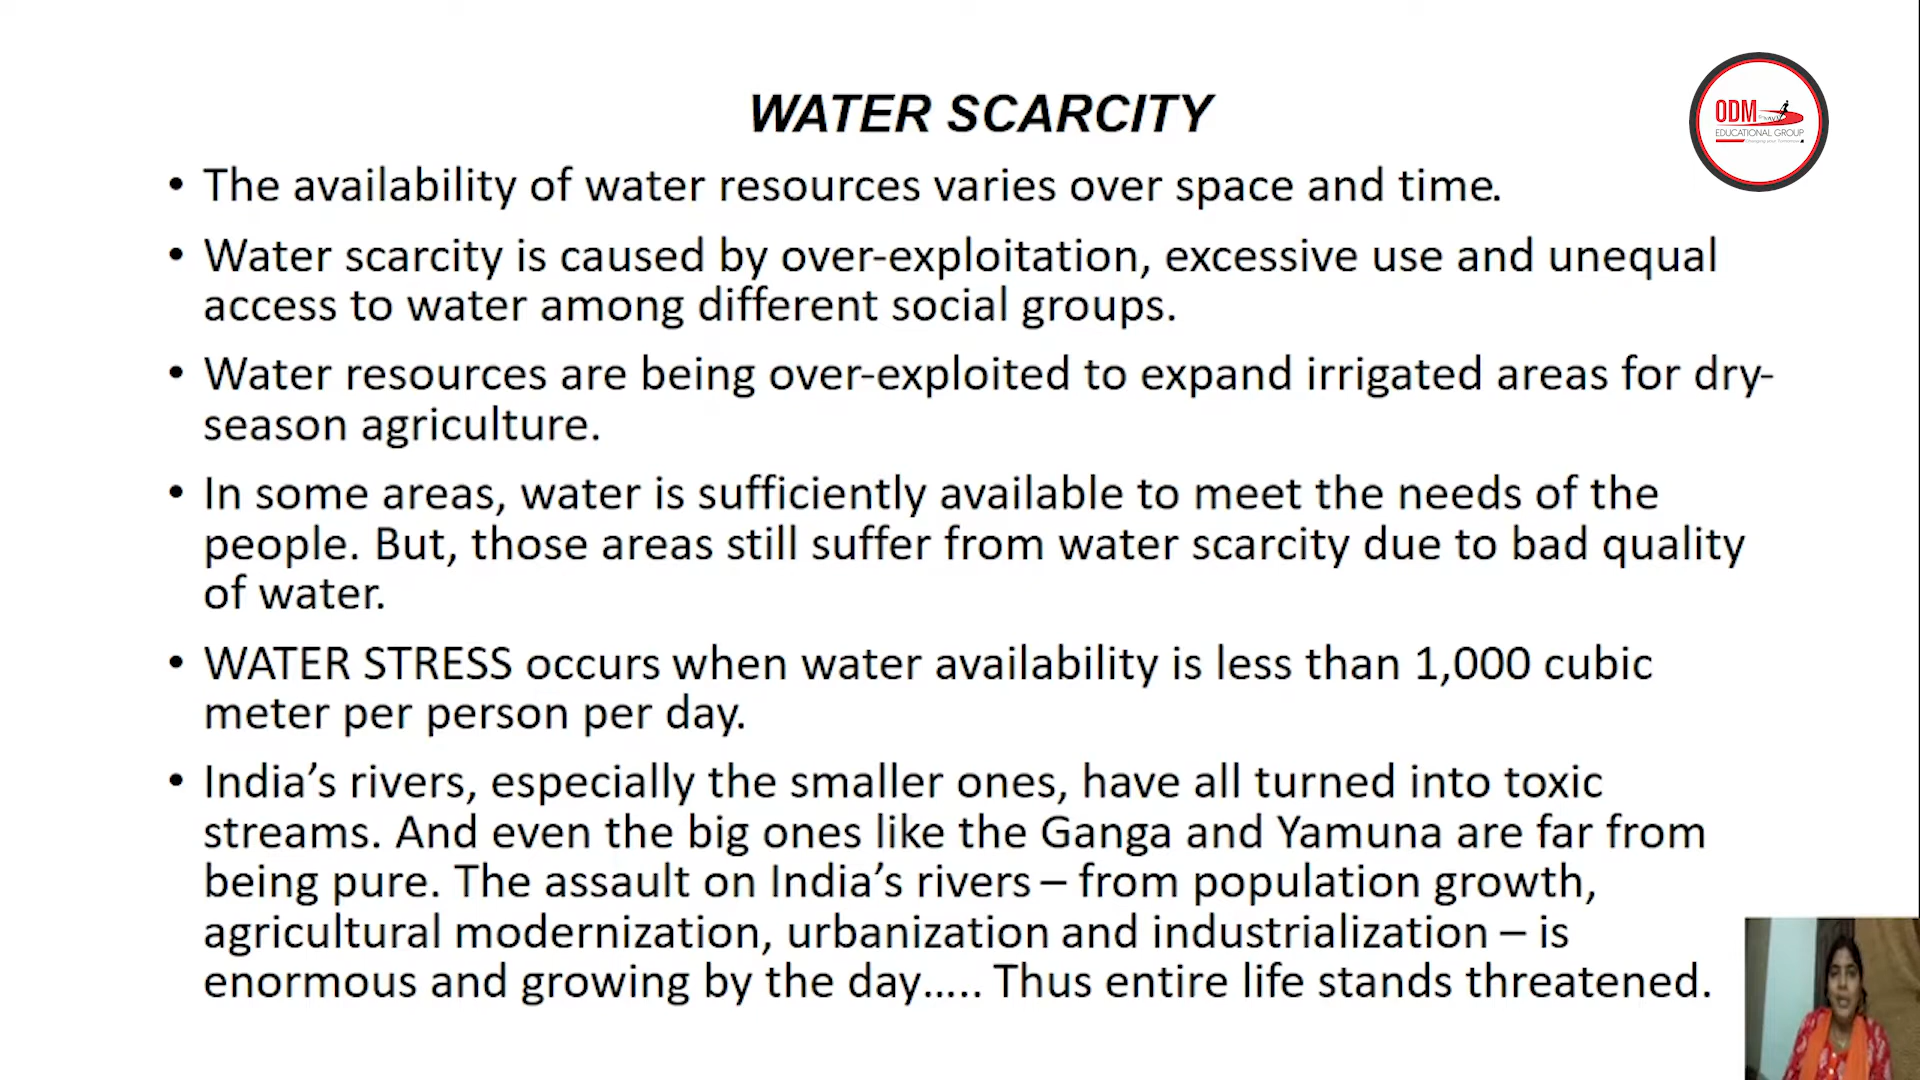 WATER SCARCITY
ODM
EDUCATIONAL GROUP
• The availability of water resources varies over space and time.
• Water scarcity is caused by over-exploitation, excessive use and unequal
access to water among different social groups.
• Water resources are being over-exploited to expand irrigated areas for dry-
season agriculture.
• In some areas, water is sufficiently available to meet the needs of the
people. But, those areas still suffer from water scarcity due to bad quality
of water.
• WATER STRESS occurs when water availability is less than 1,000 cubic
meter per person per day.
• India’s rivers, especially the smaller ones, have all turned into toxic
streams. And even the big ones like the Ganga and Yamuna are far from
being pure. The assault on India’s rivers – from population growth,
agricultural modernization, urbanization and industrialization – is
enormous and growing by the day….. Thus entire life stands threatened.